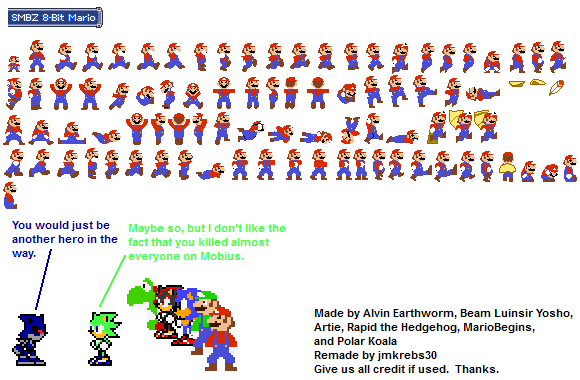 SMBZ 8-Bit Mario
You would just be
another hero in the
way.
Maybe so, but I don't like the
fact that you killed almost
everyone on Mobius.
Made by Alvin Earthworm, Beam Luinsir Yosho,
Artie, Rapid the Hedgehog, MarioBegins,
and Polar Koala
Remade by jmkrebs30
Give us all credit if used.  Thanks.